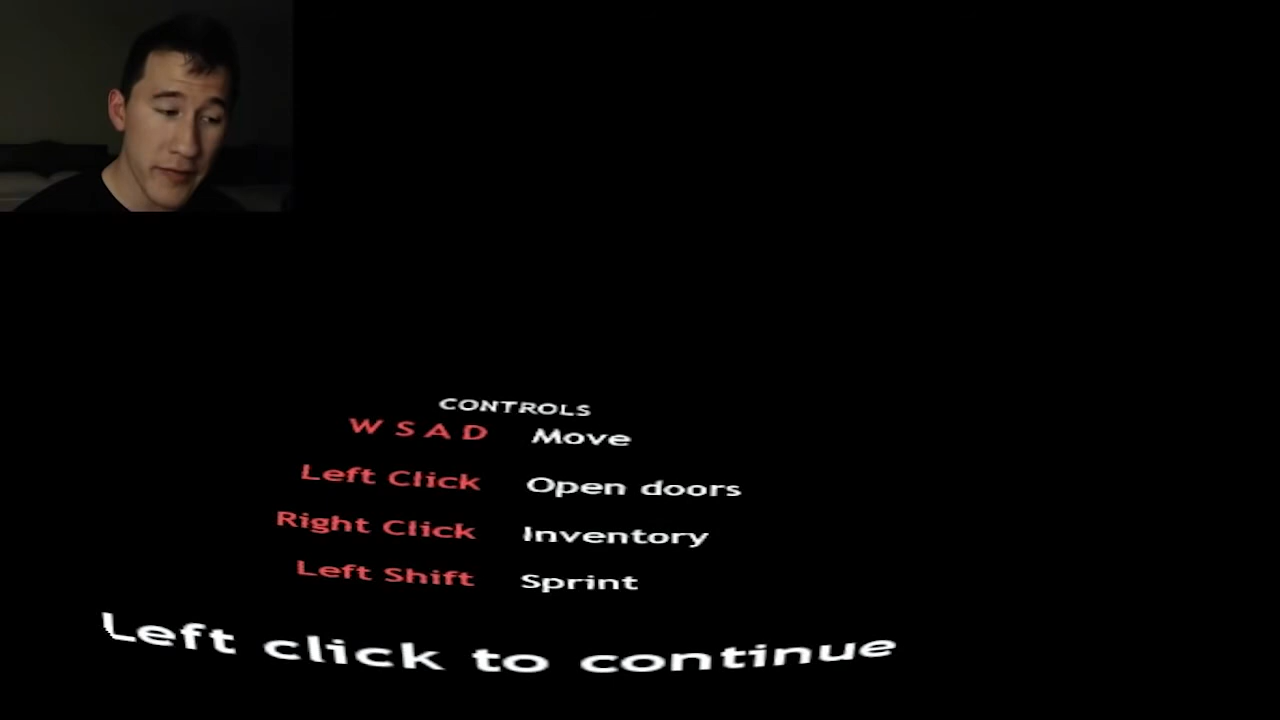 CONTROLS
W S A D Move
Left Click Open doors
Right Click Inventory
Left Shift Sprint
Left click to continue